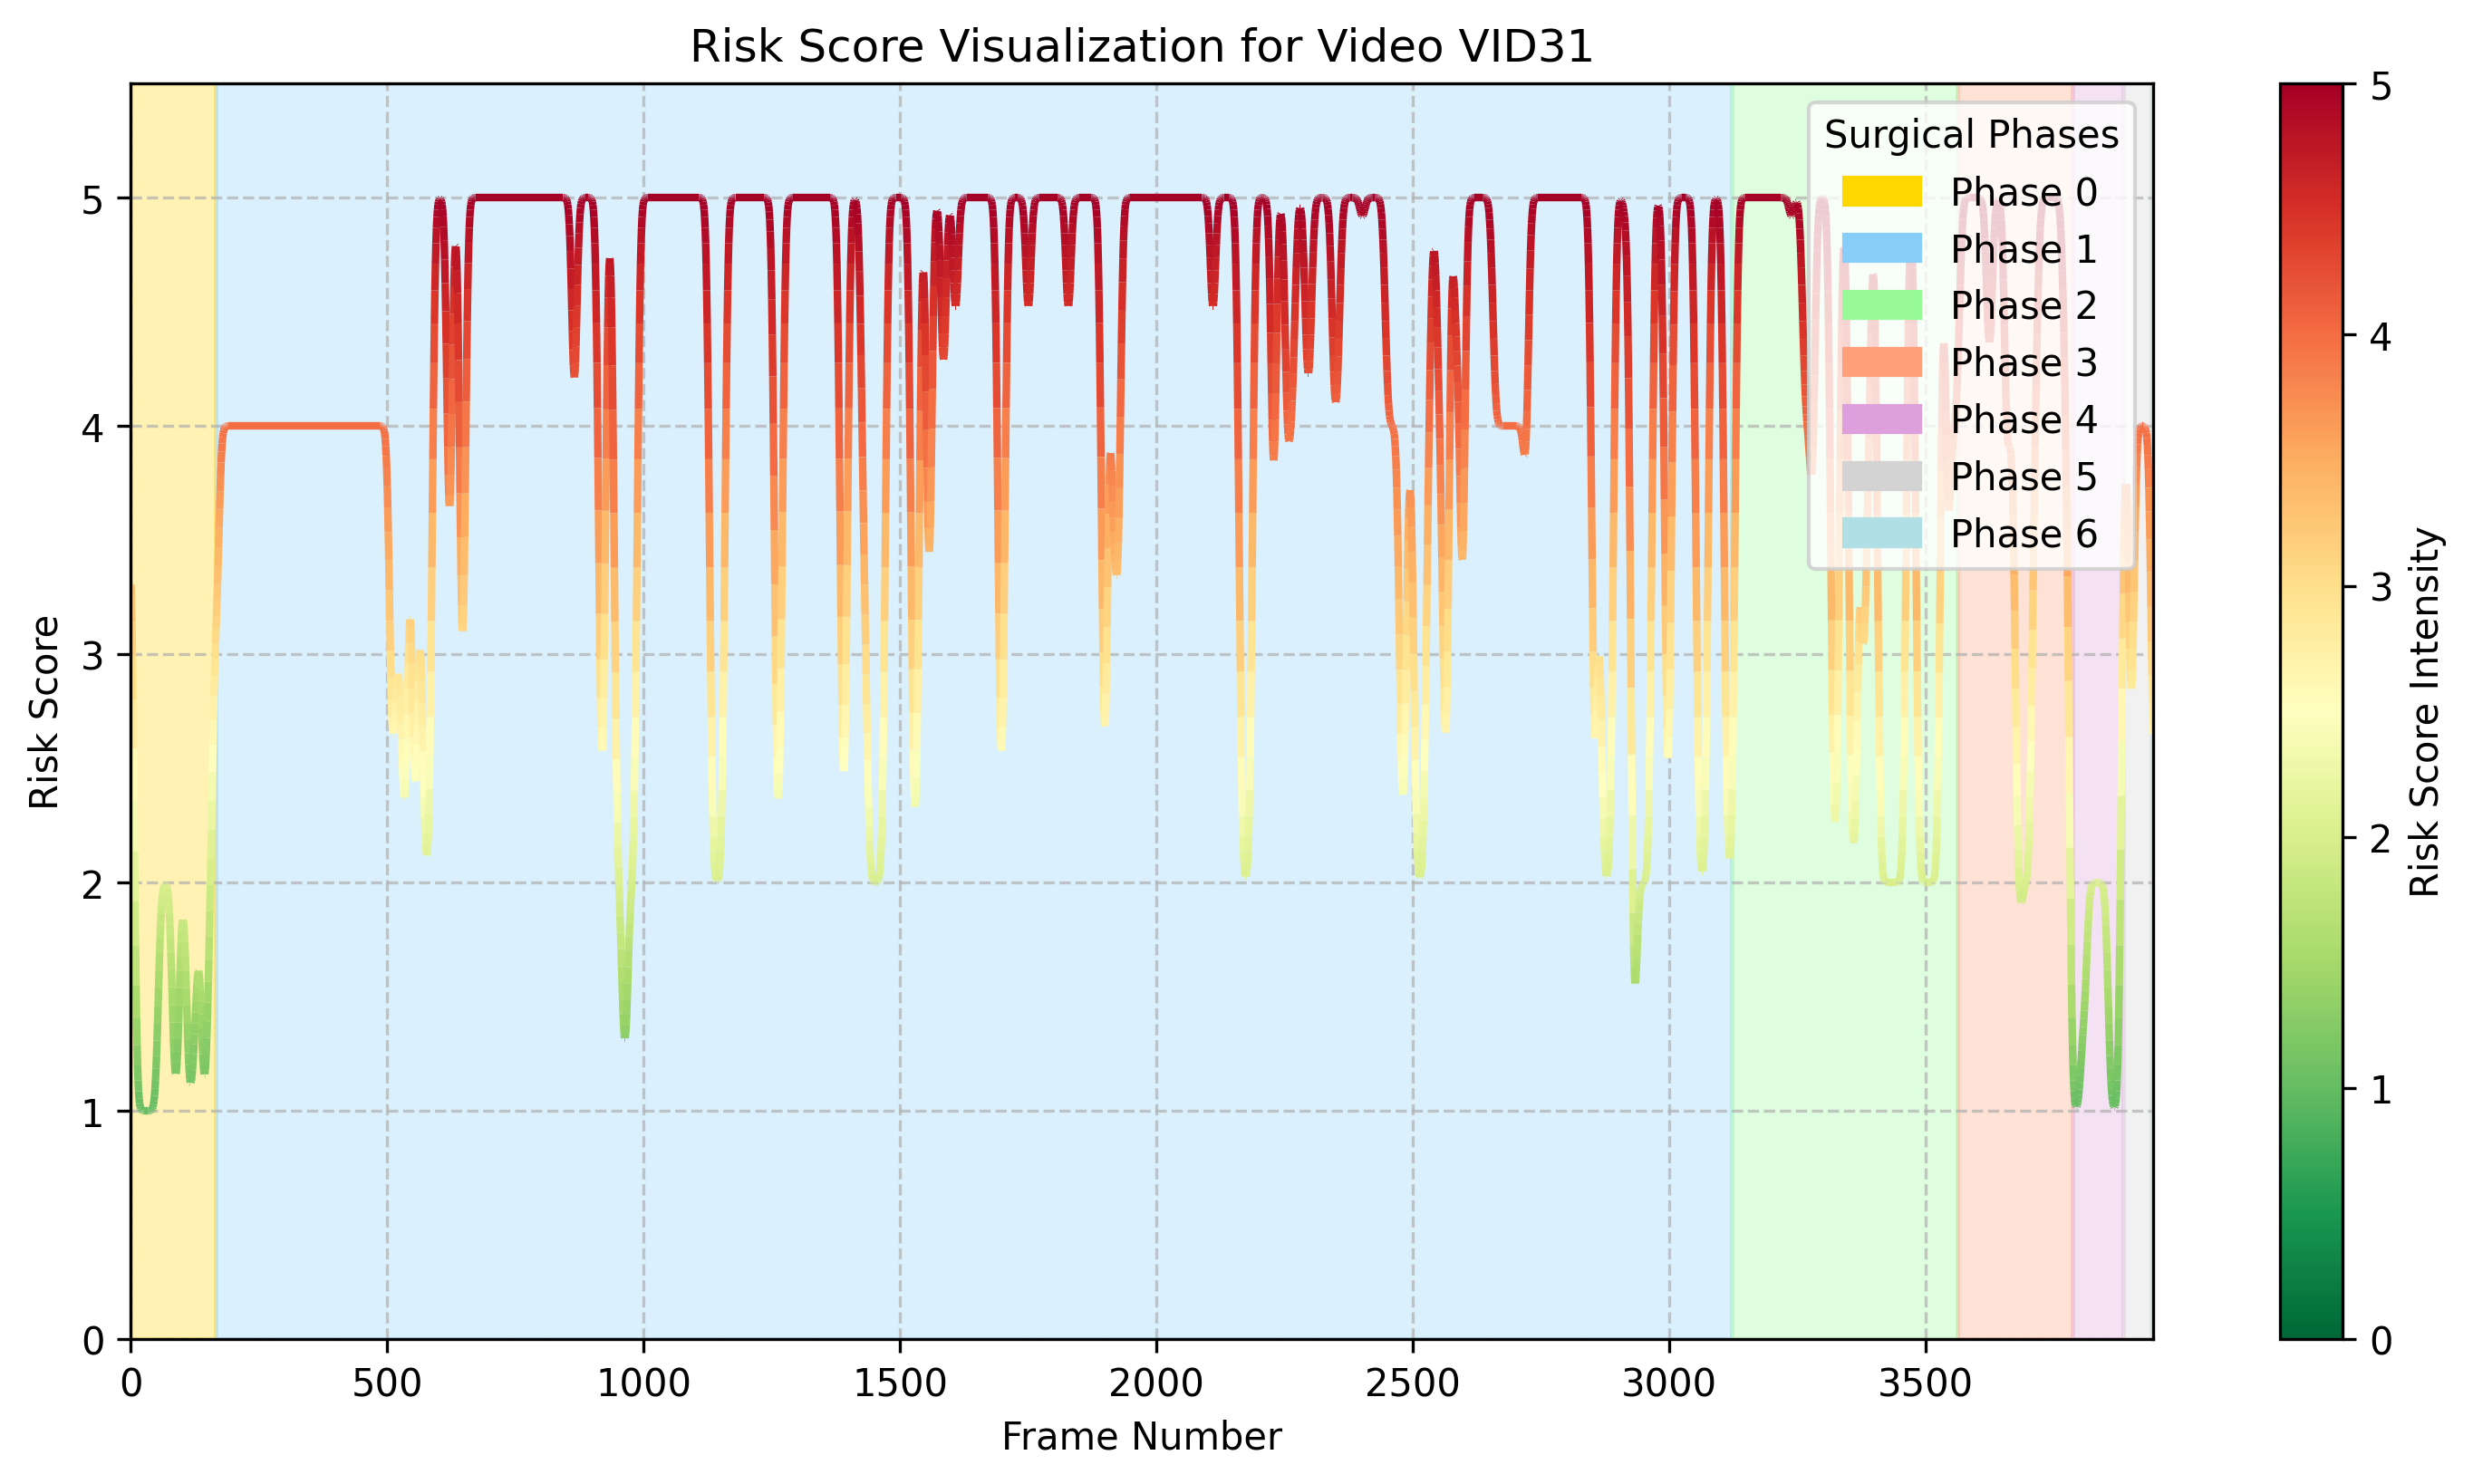 Risk Score Visualization for Video VID31
Risk Score
5
4
3
2
1
0
0 500 1000 1500 2000 2500 3000 3500
Frame Number
Surgical Phases
Phase 0
Phase 1
Phase 2
Phase 3
Phase 4
Phase 5
Phase 6
5
4
3
2
1
0
Risk Score Intensity